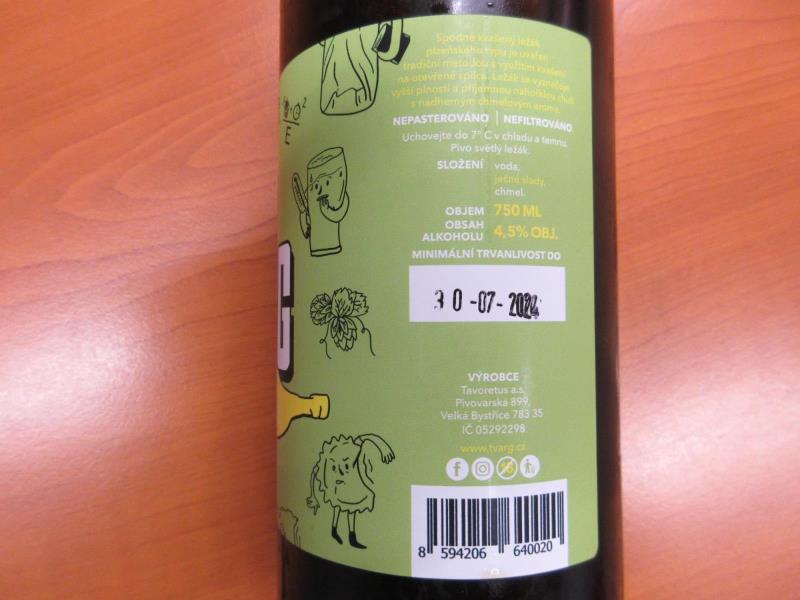 Spodně kvašený ležák
plzeňského typu je uvařen
tradiční metodou s využitím kvašení
na otevřené spilce. Ležák se vyznačuje
vyšší plností a příjemnou nahořklou chutí
s nádherným chmelovým aroma.
NEPASTEROVÁNO | NEFILTROVÁNO
Uchovejte do 7° C v chladu a temnu.
Pivo světlý ležák.
SLOŽENÍ voda,
ječné slady,
chmel.
OBJEM 750 ML
OBSAH
ALKOHOLU 4,5% OBJ.
MINIMÁLNÍ TRVANLIVOST DO
30-07-2024
VÝROBCE
Tavoretus a.s.
Pivovarská 899,
Velká Bystřice 783 35
IČ 05292298
www.tvarg.cz
18
8 594206 640020
G
2
E